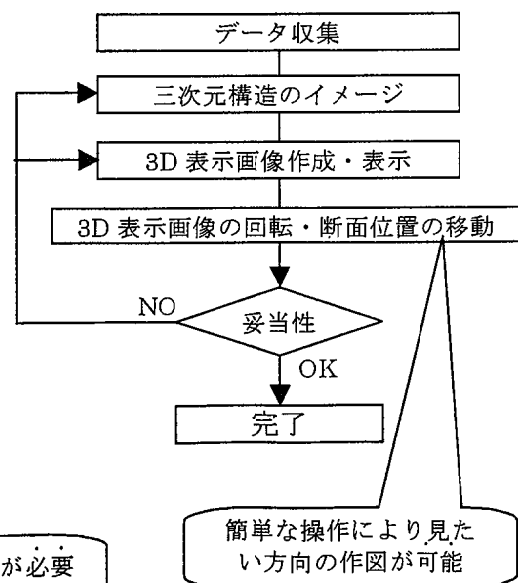 データ収集
三次元構造のイメージ
3D 表示画像作成・表示
3D 表示画像の回転・断面位置の移動
NO
妥当性
OK
完了
簡単な操作により見た
い方向の作図が可能
が必要